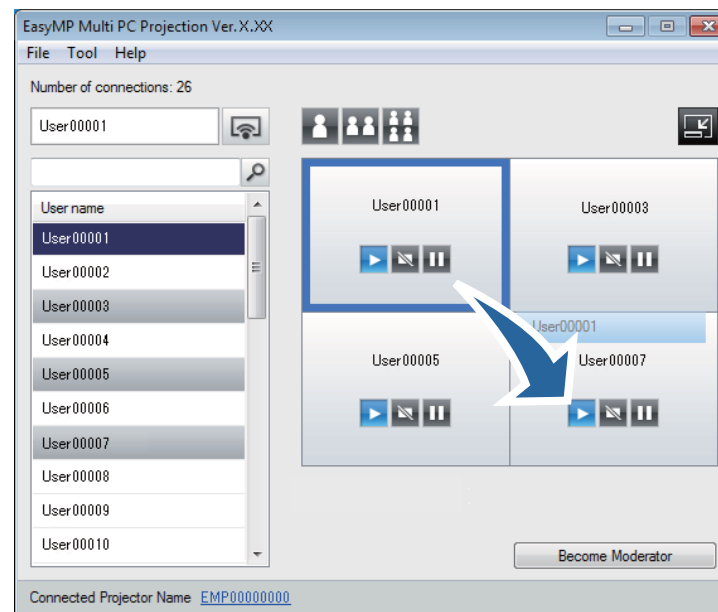 EasyMP Multi PC Projection Ver.X.XX
File Tool Help
Number of connections: 26
User00001
User name
User00001
User00002
User00003
User00004
User00005
User00006
User00007
User00008
User00009
User00010
User00001
User00003
User00001
User00005
User00007
Become Moderator
Connected Projector Name EMP00000000